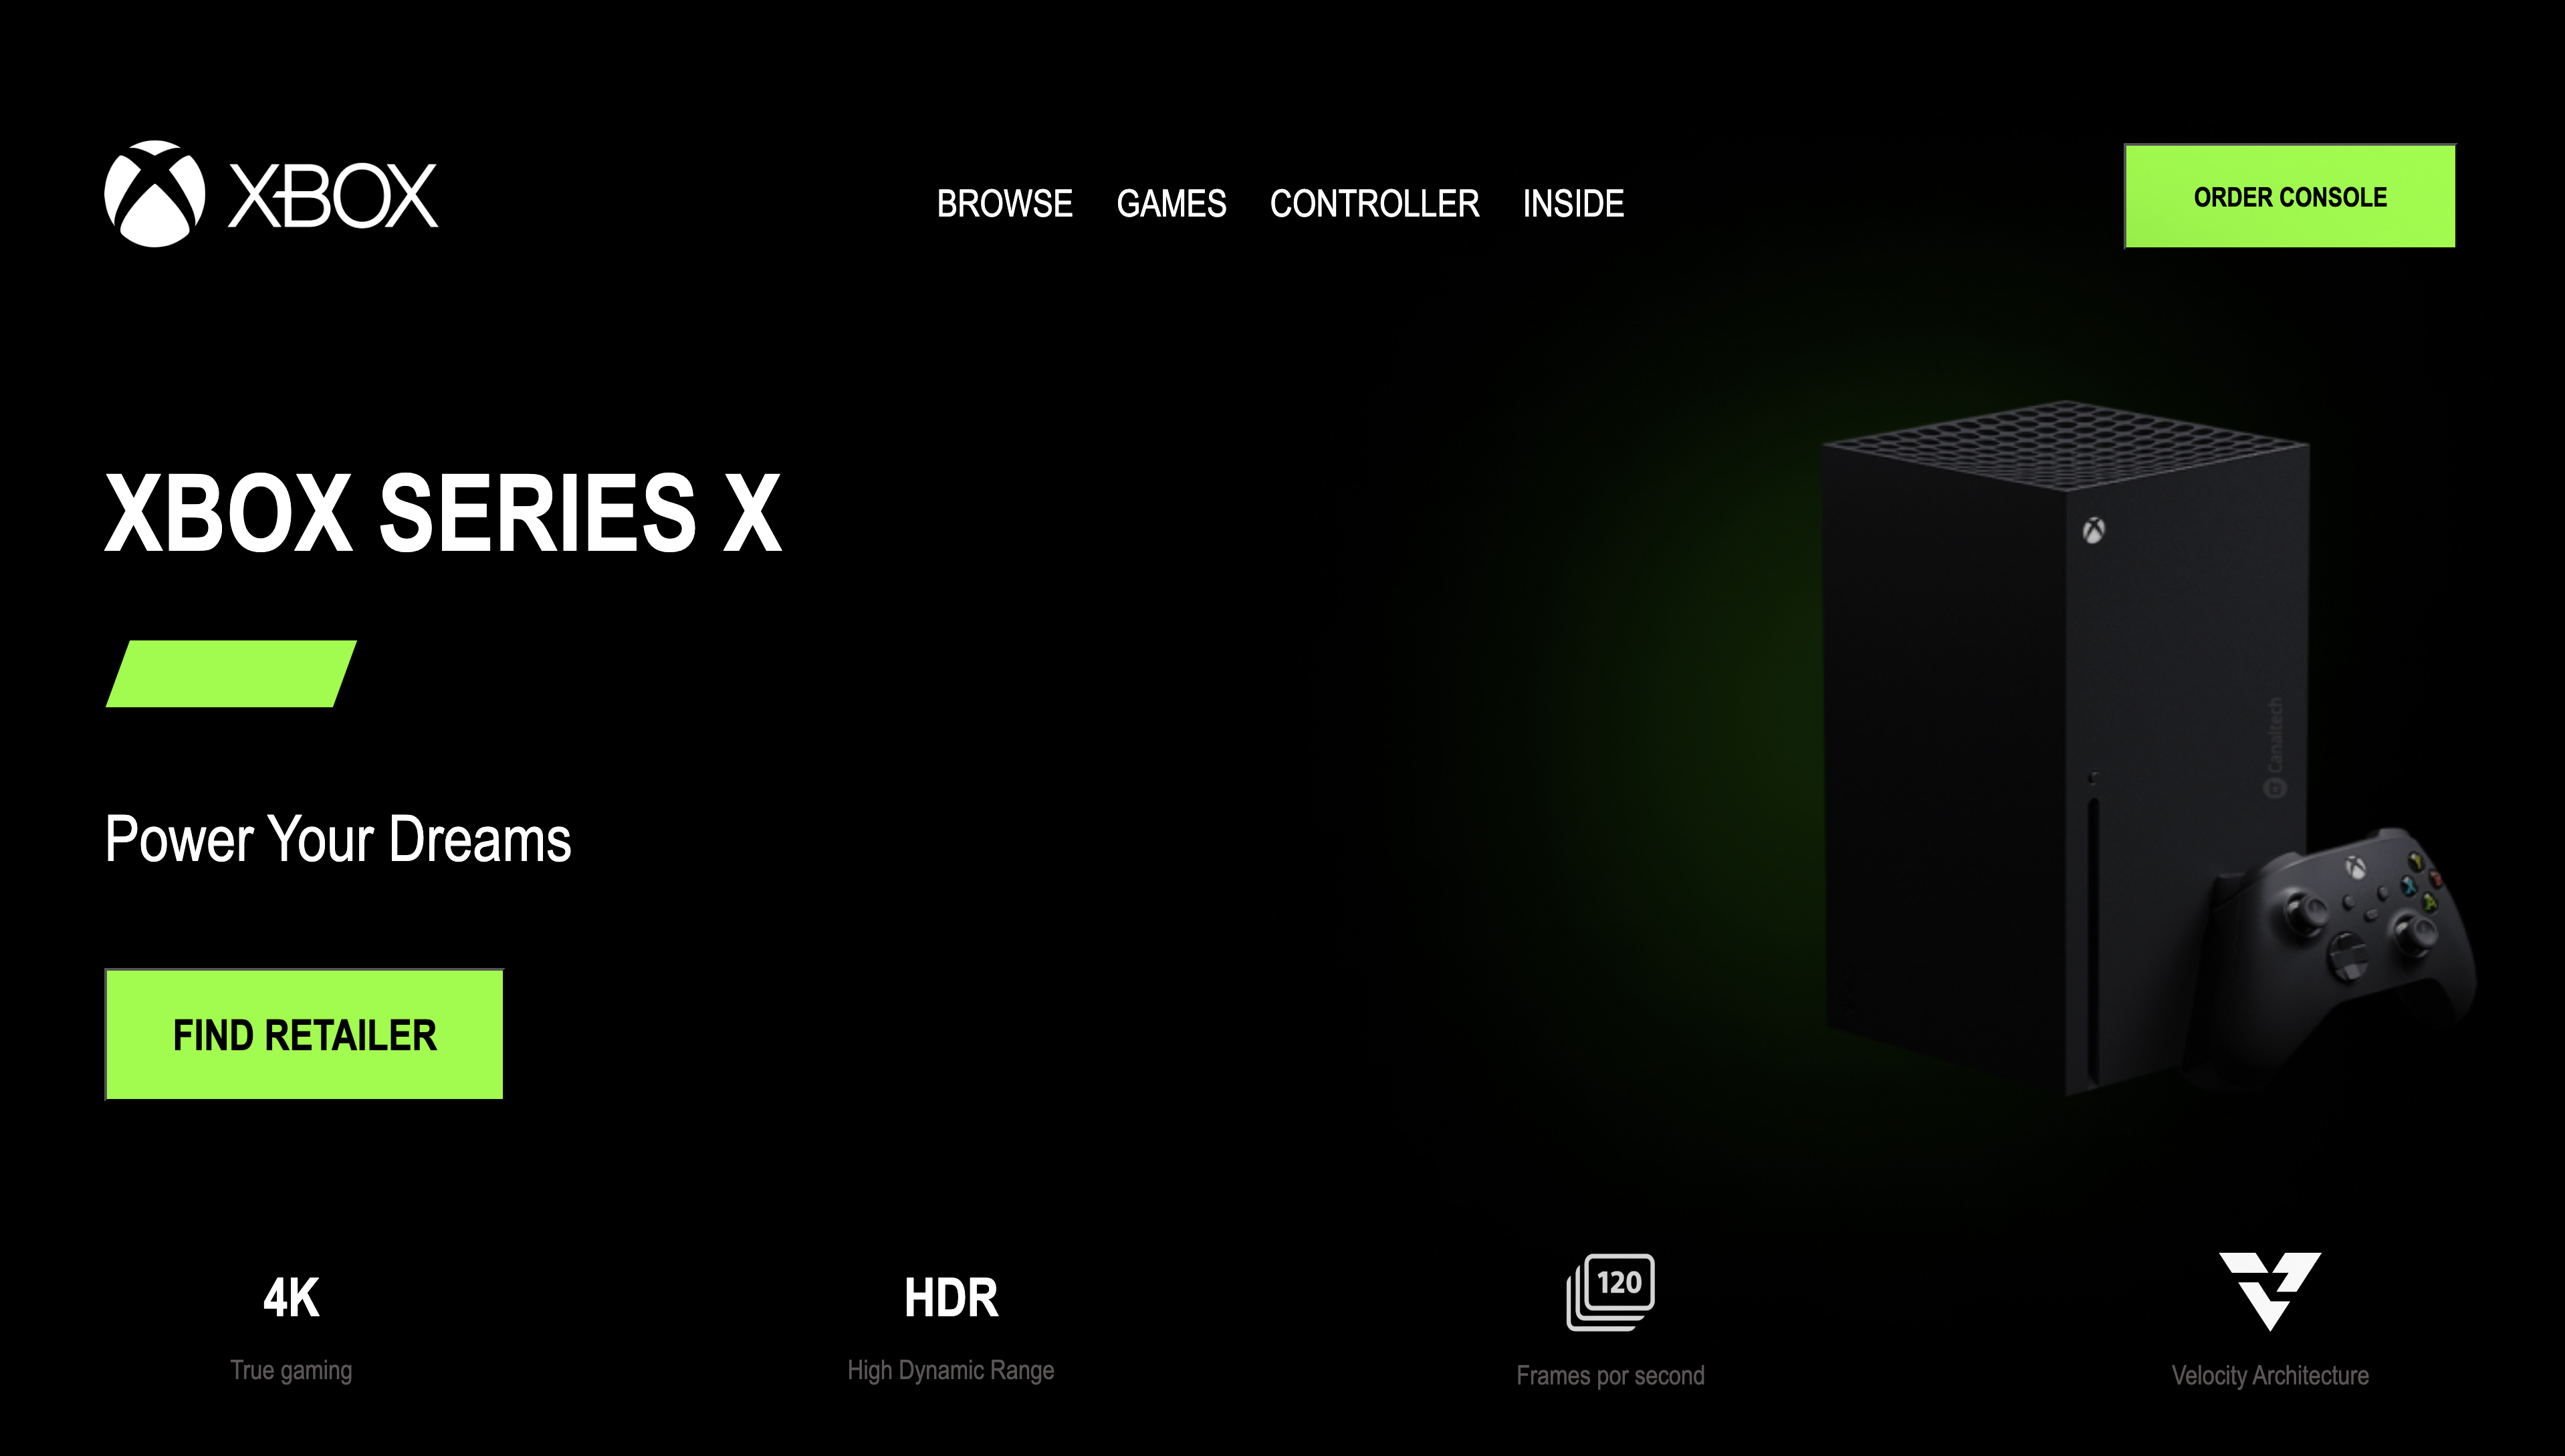 XBOX
BROWSE GAMES CONTROLLER INSIDE
ORDER CONSOLE
XBOX SERIES X
Power Your Dreams
FIND RETAILER
Canaltech
Y
X
B
A
4K
HDR
120
True gaming
High Dynamic Range
Frames por second
Velocity Architecture